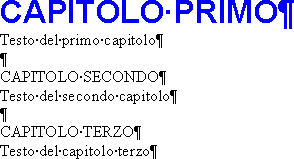 CAPITOLO·PRIMO¶
Testo·del·primo·capitolo¶
¶
CAPITOLO·SECONDO¶
Testo·del·secondo·capitolo¶
¶
CAPITOLO·TERZO¶
Testo·del·capitolo·terzo¶